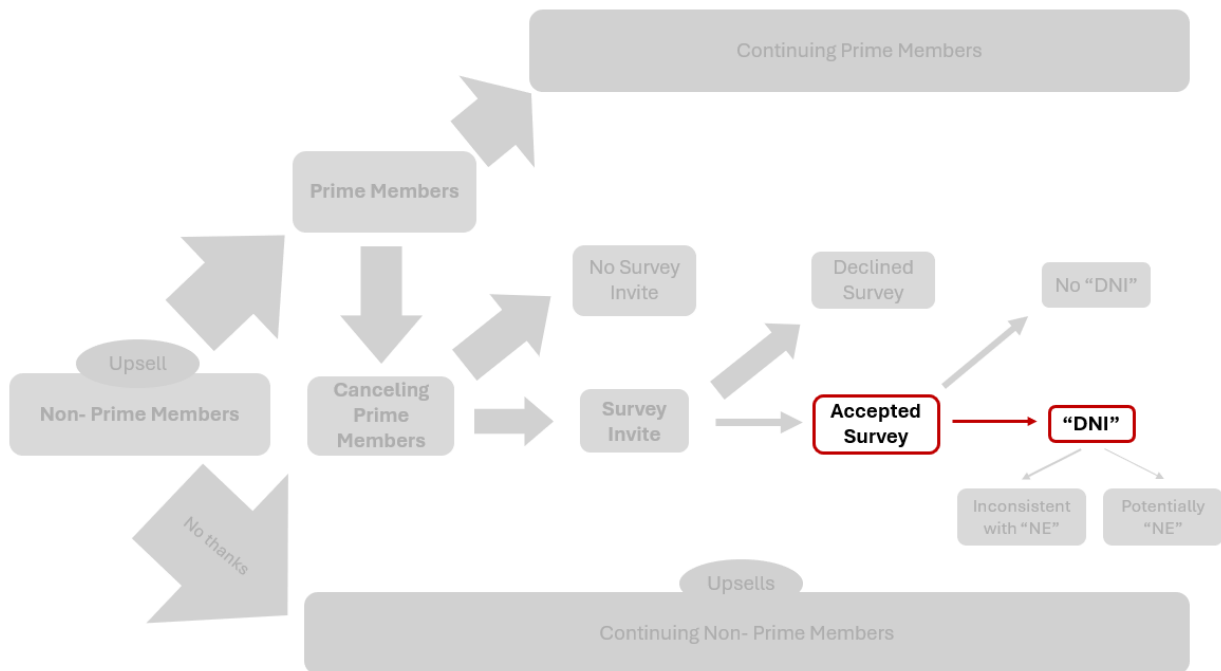 Continuing Prime Members
Prime Members
No Survey
Invite
Declined
Survey
No “DNI”
Upsell
Non- Prime Members
Canceling
Prime
Members
Survey
Invite
Accepted
Survey
“DNI”
Inconsistent
with “NE”
Potentially
“NE”
No thanks
Upsells
Continuing Non- Prime Members